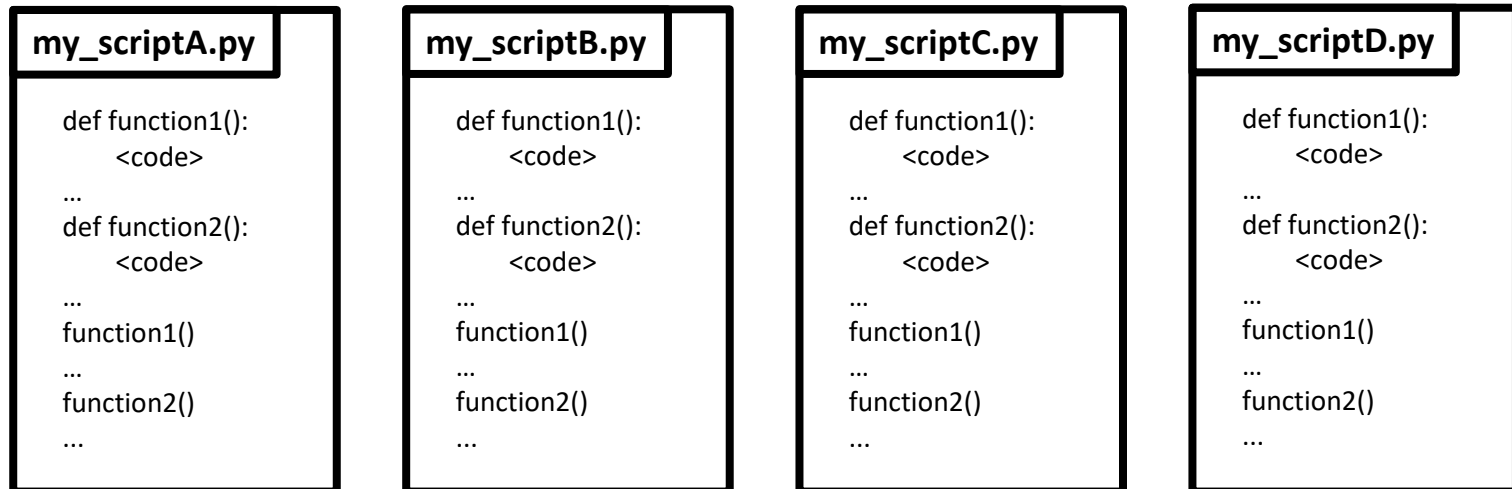 my_scriptA.py
def function1():
<code>
...
def function2():
<code>
...
function1()
...
function2()
...
my_scriptB.py
def function1():
<code>
...
def function2():
<code>
...
function1()
...
function2()
...
my_scriptC.py
def function1():
<code>
...
def function2():
<code>
...
function1()
...
function2()
...
my_scriptD.py
def function1():
<code>
...
def function2():
<code>
...
function1()
...
function2()
...